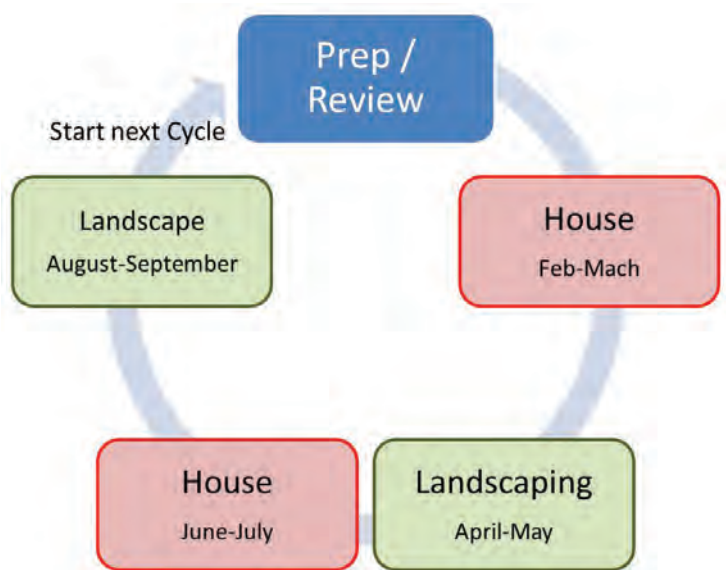 Prep /
Review
House
Feb-Mach
Landscaping
April-May
House
June-July
Landscape
August-September
Start next Cycle